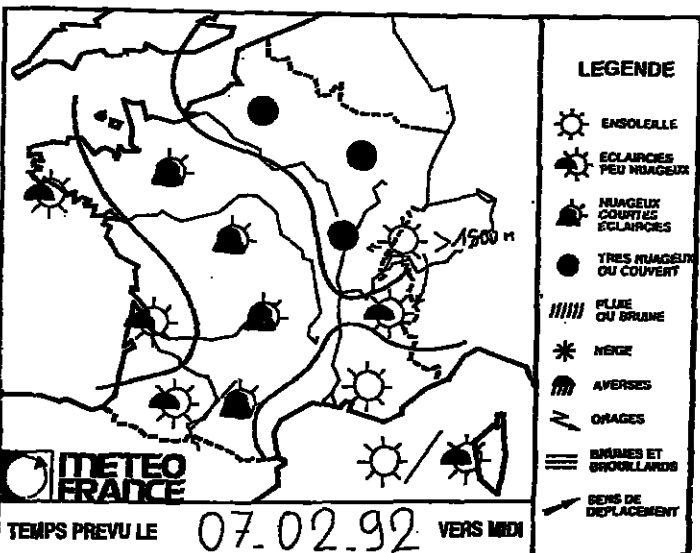 LEGENDE
ENSOLEILLE
ECLAIRCIES
PEU NUAGEUX
NUAGEUX
COURTES
ECLAIRCIES
TRES NUAGEUX
OU COUVERT
PLUIE
OU BRUINE
NEIGE
AVERSES
ORAGES
BRUMES ET
BROUILLARDS
SENS DE
DEPLACEMENT
>1800 m
METEO
FRANCE
TEMPS PREVU LE 07.02.92 VERS MIDI